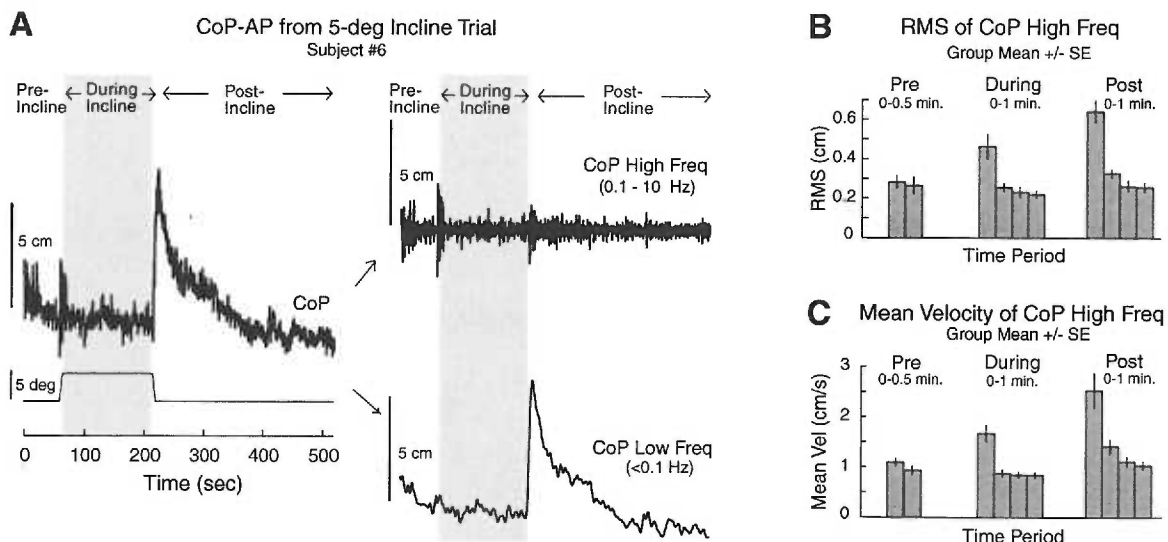 A
CoP-AP from 5-deg Incline Trial
Subject #6
Pre-
Incline
During
Incline
Post-
Incline
5 cm
CoP
5 deg
0 100 200 300 400 500
Time (sec)
Pre-
Incline
During
Incline
Post-
Incline
5 cm
CoP High Freq
(0.1 - 10 Hz)
5 cm
CoP Low Freq
(<0.1 Hz)
B
RMS of CoP High Freq
Group Mean +/- SE
Pre
0-0.5 min.
During
0-1 min.
Post
0-1 min.
0.6
0.4
0.2
0
RMS (cm)
Time Period
C
Mean Velocity of CoP High Freq
Group Mean +/- SE
Pre
0-0.5 min.
During
0-1 min.
Post
0-1 min.
3
2
1
0
Mean Vel (cm/s)
Time Period